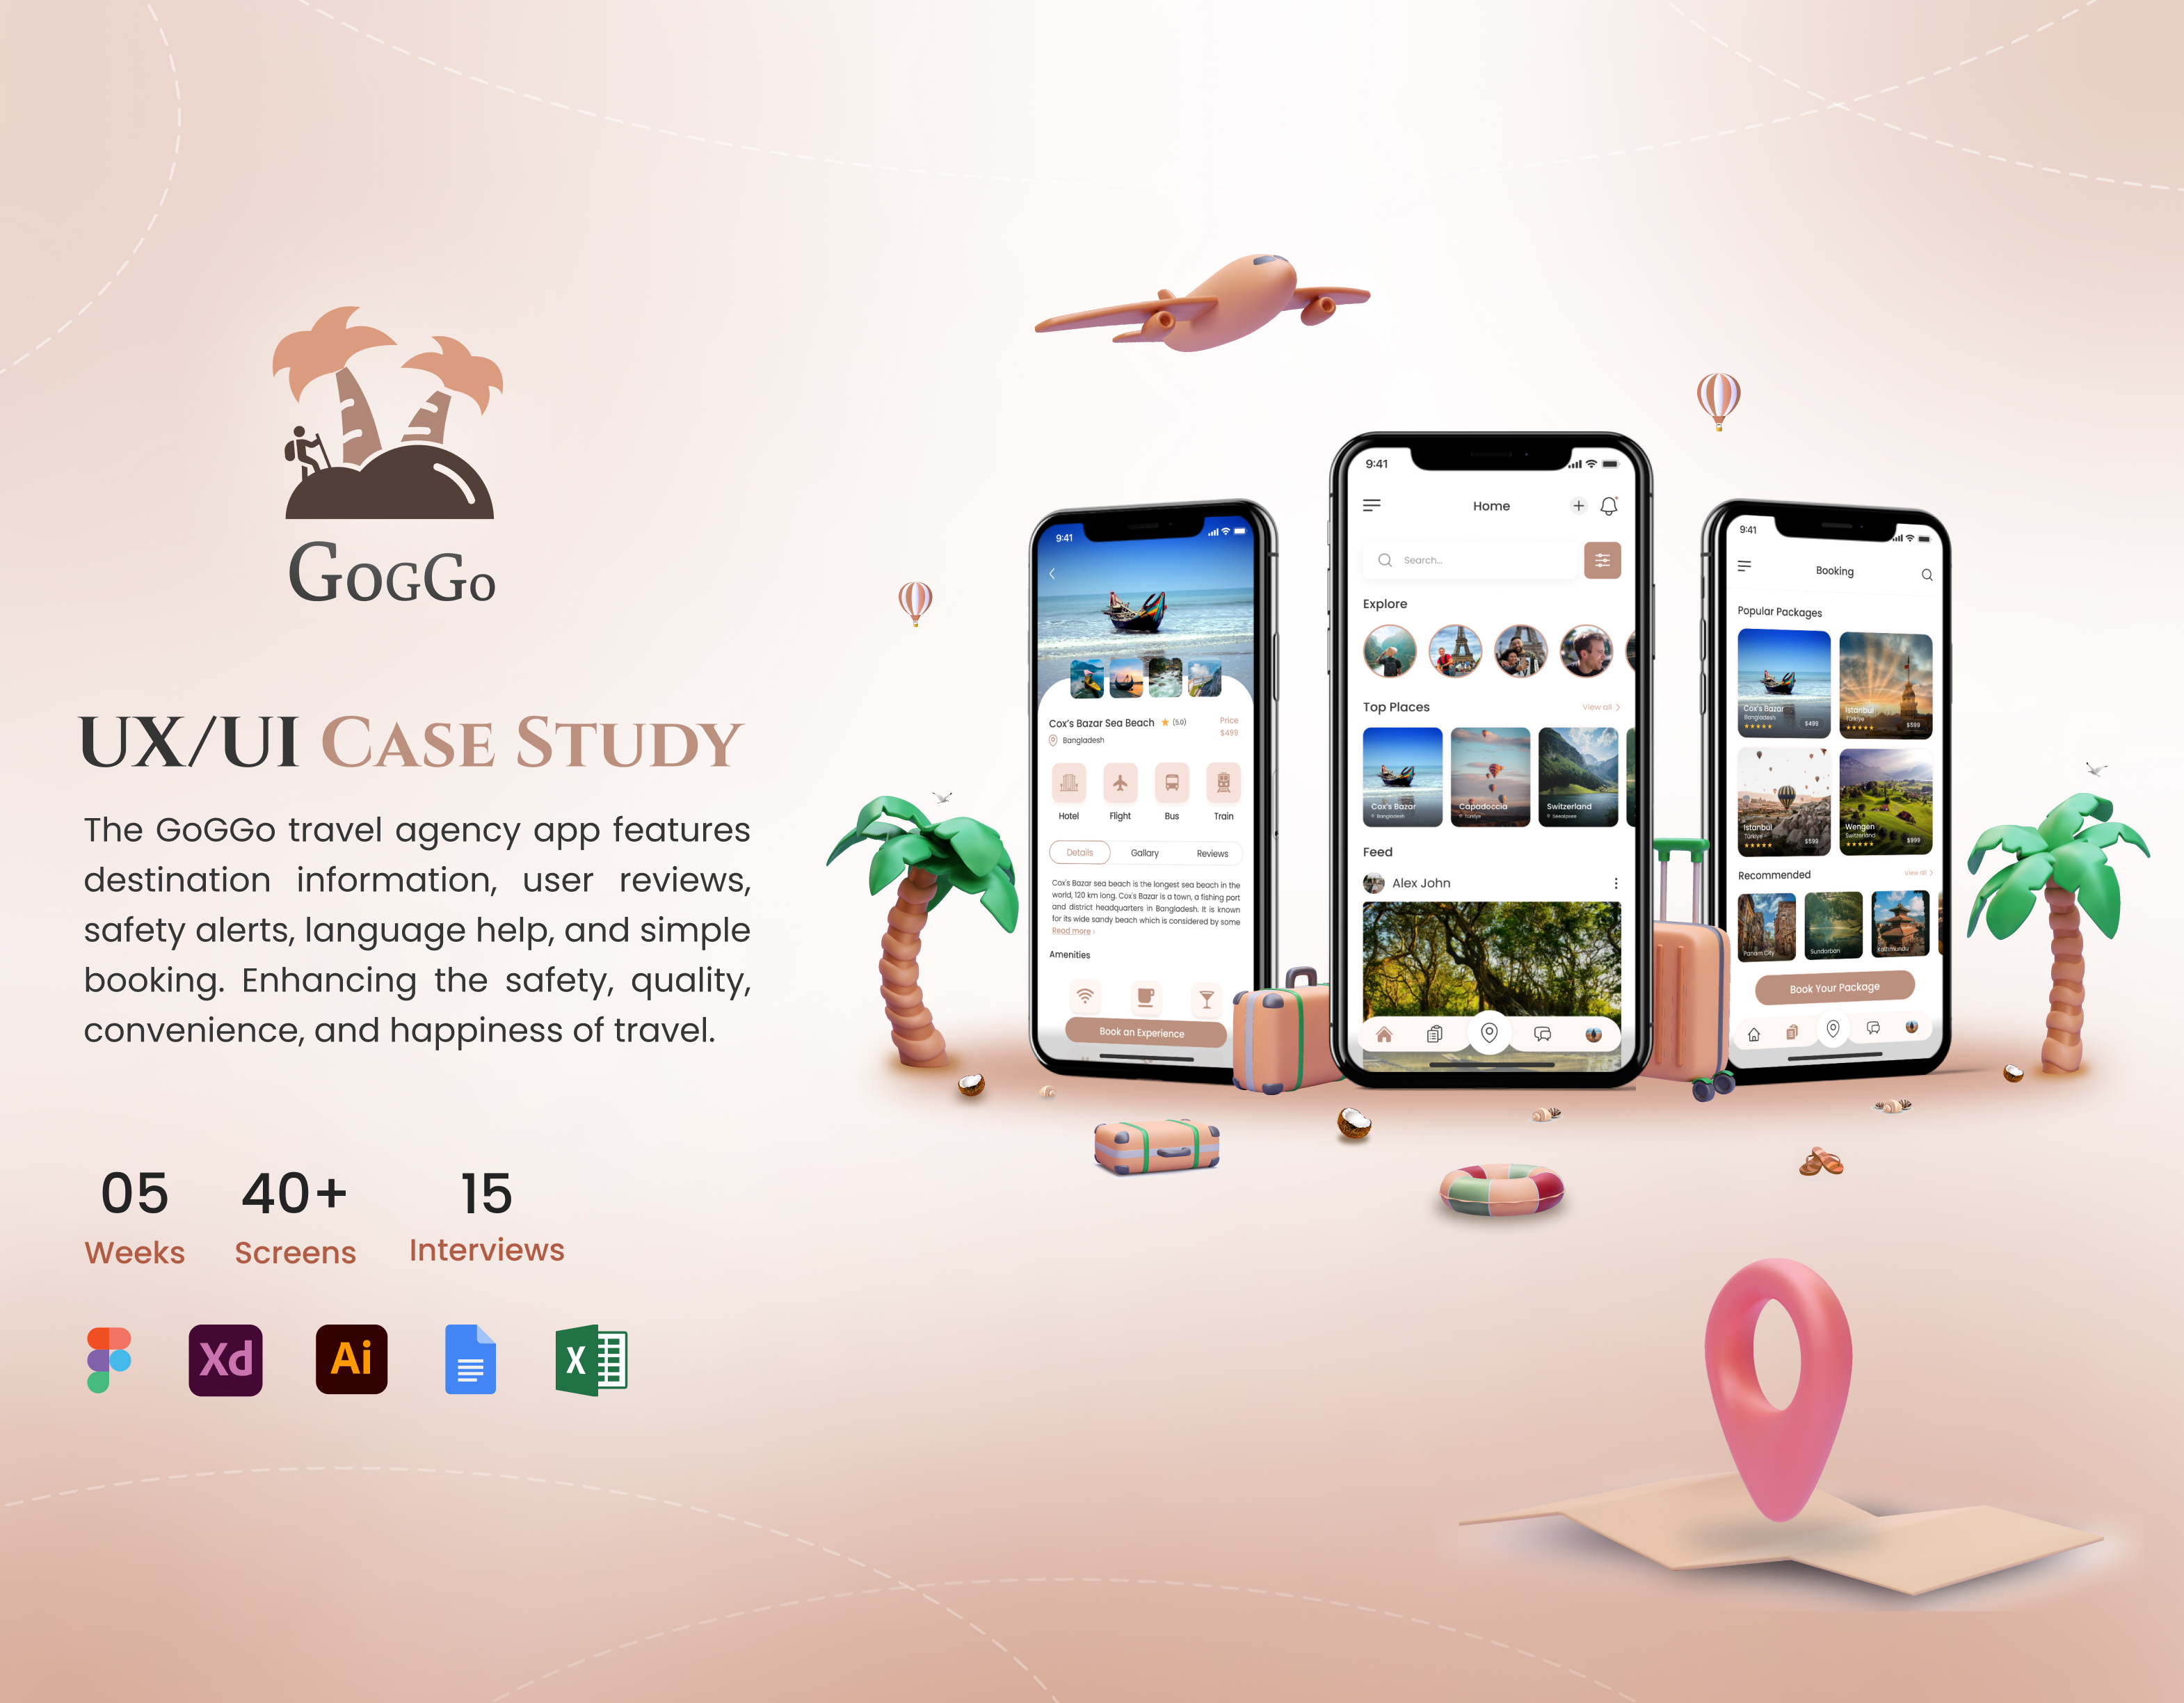 GoGGo
UX/UI Case Study
The GoGGo travel agency app features
destination information, user reviews,
safety alerts, language help, and simple
booking. Enhancing the safety, quality,
convenience, and happiness of travel.
05
Weeks
40+
Screens
15
Interviews
Xd
Ai
X
9:41
Cox's Bazar Sea Beach (5.0)
Bangladesh
Price
$499
Hotel
Flight
Bus
Train
Details
Gallary
Reviews
Cox's Bazar sea beach is the longest sea beach in the
world, 120 km long. Cox's Bazar is a town, a fishing port
and district headquarters in Bangladesh. It is known
for its wide sandy beach which is considered by some
Read more ›
Amenities
Book an Experience
9:41
Home
Search...
Explore
Top Places
View all >
Cox's Bazar
Bangladesh
Capadoccia
Türkiye
Switzerland
Seealpsee
Feed
Alex John
9:41
Booking
Popular Packages
Cox's Bazar
Bangladesh
$499
Istanbul
Türkiye
$599
Istanbul
Türkiye
$599
Wengen
Switzerland
$999
Recommended
View all >
Panam City
Sundorban
Kathmundu
Book Your Package